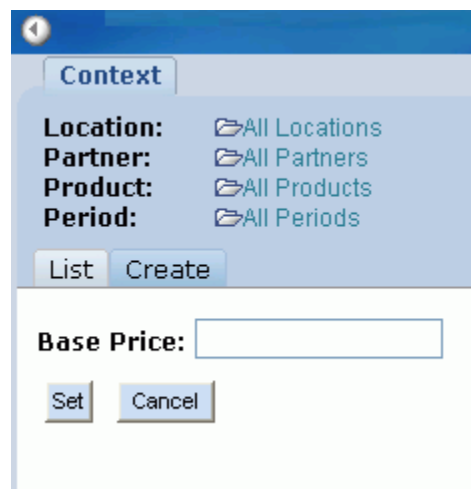 Context
Location: All Locations
Partner: All Partners
Product: All Products
Period: All Periods
List Create
Base Price:
Set Cancel